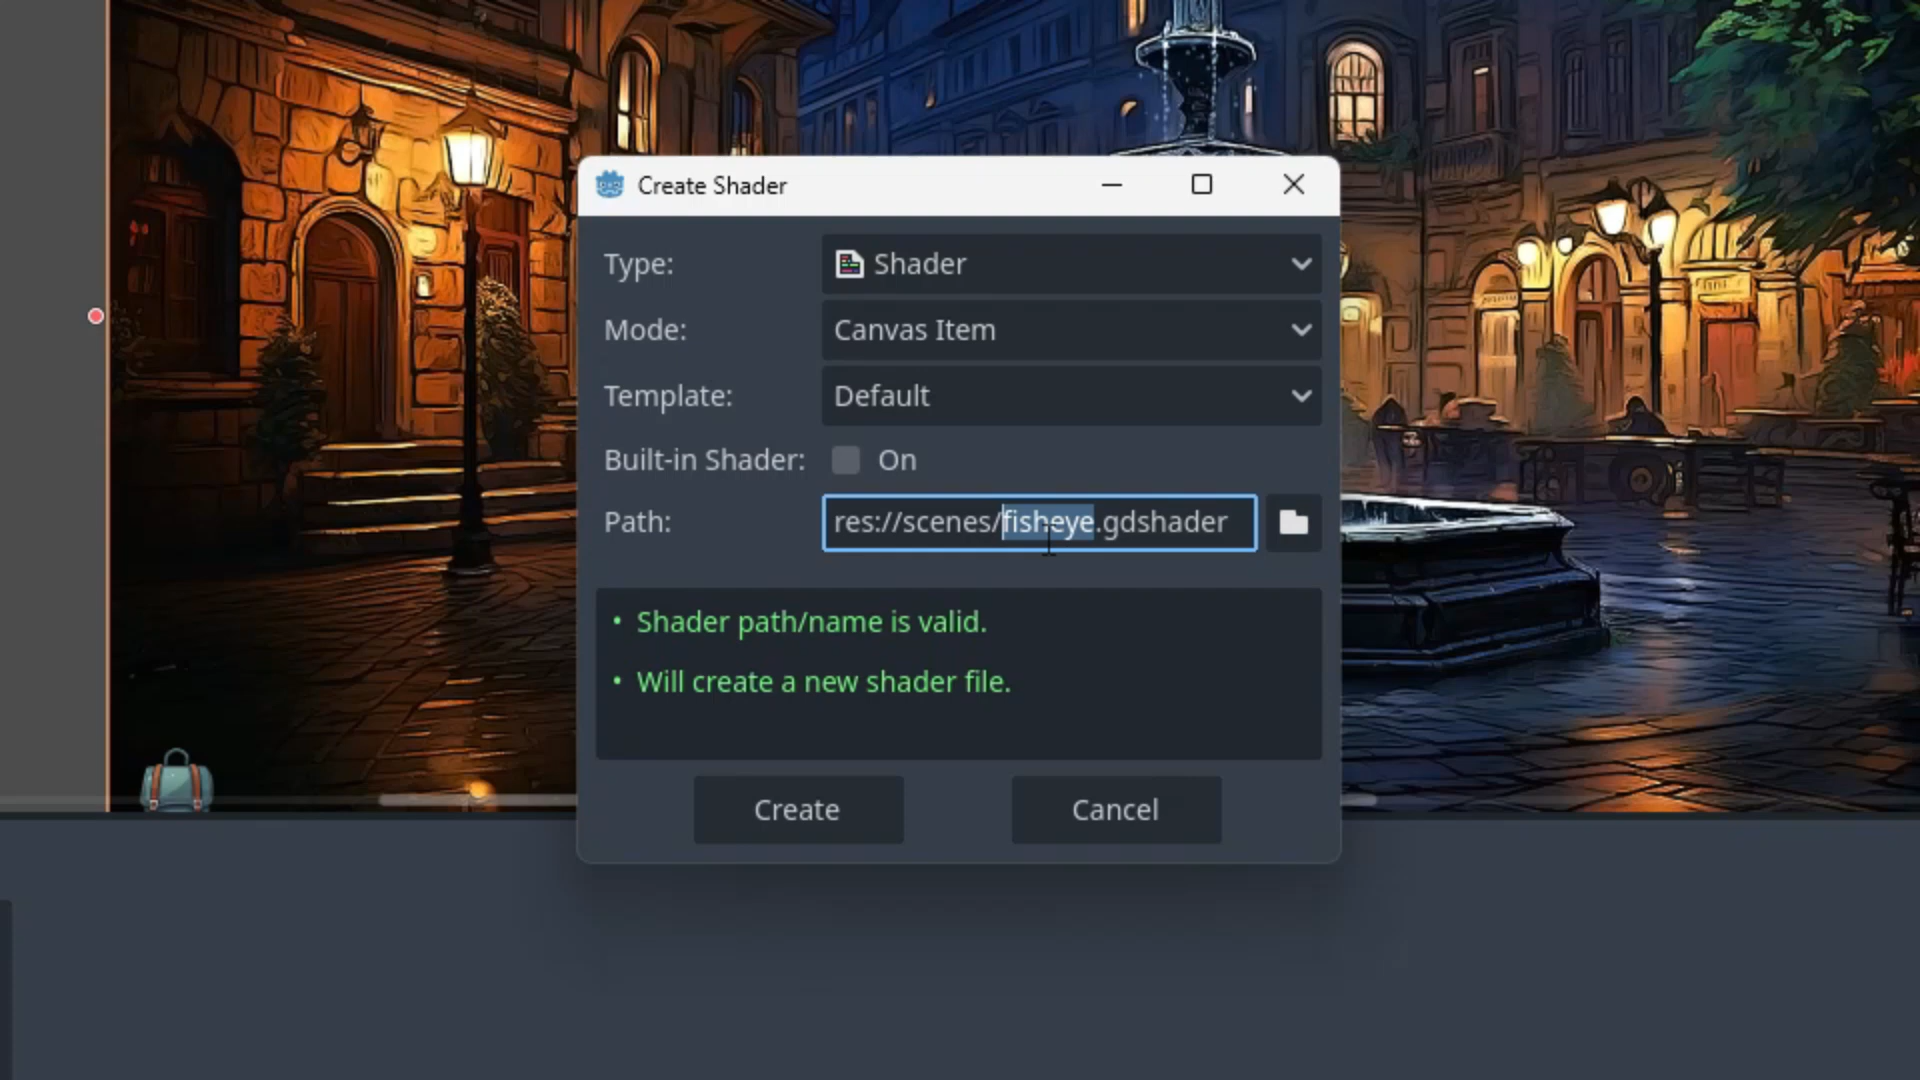 Create Shader
Type: Shader
Mode: Canvas Item
Template: Default
Built-in Shader: On
Path: res://scenes/fisheye.gdshader
• Shader path/name is valid.
• Will create a new shader file.
Create Cancel